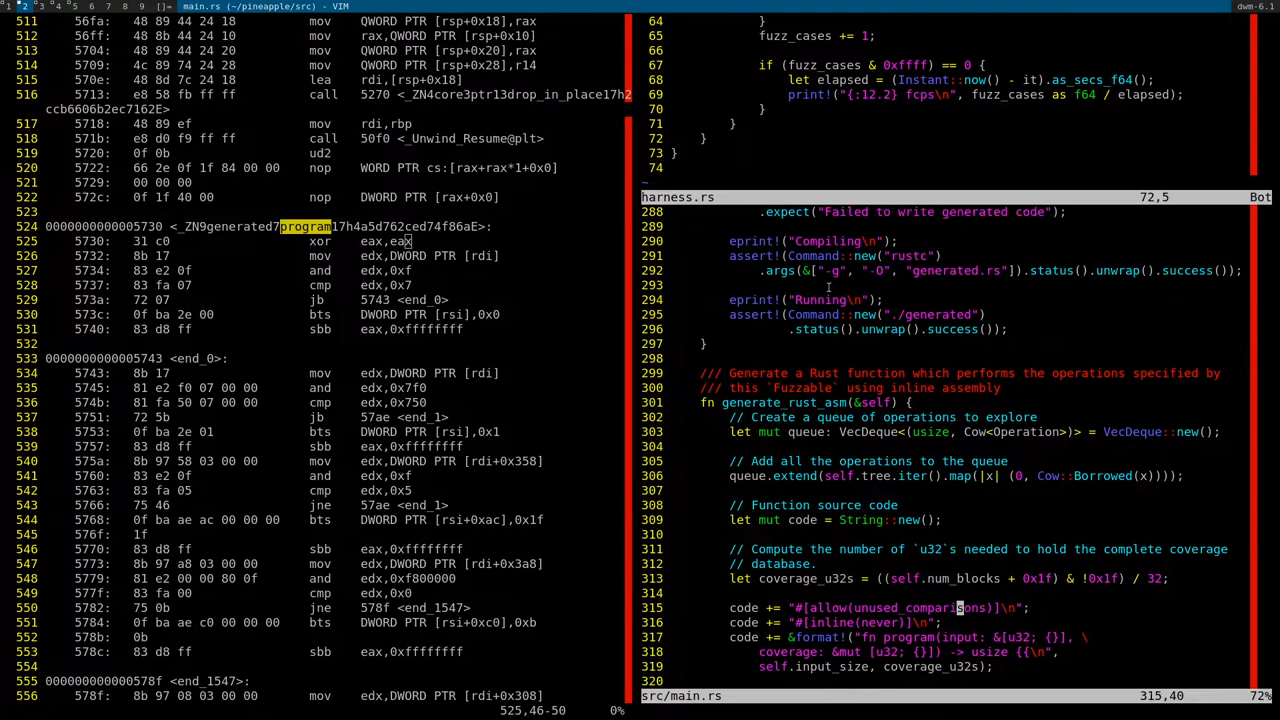 1 2 3 4 5 6 7 8 9 []= main.rs (~/pineapple/src) - VIM dwm-6.1
511 56fa: 48 89 44 24 18 mov QWORD PTR [rsp+0x18],rax
512 56ff: 48 8b 44 24 10 mov rax,QWORD PTR [rsp+0x10]
513 5704: 48 89 44 24 20 mov QWORD PTR [rsp+0x20],rax
514 5709: 4c 89 74 24 28 mov QWORD PTR [rsp+0x28],r14
515 570e: 48 8d 7c 24 18 lea rdi,[rsp+0x18]
516 5713: e8 58 fb ff ff call 5270 <_ZN4core3ptr13drop_in_place17h2
ccb6606b2ec7162E>
517 5718: 48 89 ef mov rdi,rbp
518 571b: e8 d0 f9 ff ff call 50f0 <_Unwind_Resume@plt>
519 5720: 0f 0b ud2
520 5722: 66 2e 0f 1f 84 00 00 nop WORD PTR cs:[rax+rax*1+0x0]
521 5729: 00 00 00
522 572c: 0f 1f 40 00 nop DWORD PTR [rax+0x0]
523
524 0000000000005730 <_ZN9generated7program17h4a5d762ced74f86aE>:
525 5730: 31 c0 xor eax,eax
526 5732: 8b 17 mov edx,DWORD PTR [rdi]
527 5734: 83 e2 0f and edx,0xf
528 5737: 83 fa 07 cmp edx,0x7
529 573a: 72 07 jb 5743 <end_0>
530 573c: 0f ba 2e 00 bts DWORD PTR [rsi],0x0
531 5740: 83 d8 ff sbb eax,0xffffffff
532
533 0000000000005743 <end_0>:
534 5743: 8b 17 mov edx,DWORD PTR [rdi]
535 5745: 81 e2 f0 07 00 00 and edx,0x7f0
536 574b: 81 fa 50 07 00 00 cmp edx,0x750
537 5751: 72 5b jb 57ae <end_1>
538 5753: 0f ba 2e 01 bts DWORD PTR [rsi],0x1
539 5757: 83 d8 ff sbb eax,0xffffffff
540 575a: 8b 97 58 03 00 00 mov edx,DWORD PTR [rdi+0x358]
541 5760: 83 e2 0f and edx,0xf
542 5763: 83 fa 05 cmp edx,0x5
543 5766: 75 46 jne 57ae <end_1>
544 5768: 0f ba ae ac 00 00 00 bts DWORD PTR [rsi+0xac],0x1f
545 576f: 1f
546 5770: 83 d8 ff sbb eax,0xffffffff
547 5773: 8b 97 a8 03 00 00 mov edx,DWORD PTR [rdi+0x3a8]
548 5779: 81 e2 00 00 80 0f and edx,0xf800000
549 577f: 83 fa 00 cmp edx,0x0
550 5782: 75 0b jne 578f <end_1547>
551 5784: 0f ba ae c0 00 00 00 bts DWORD PTR [rsi+0xc0],0xb
552 578b: 0b
553 578c: 83 d8 ff sbb eax,0xffffffff
554
555 000000000000578f <end_1547>:
556 578f: 8b 97 08 03 00 00 mov edx,DWORD PTR [rdi+0x308]
525,46-50 0%
64 }
65 fuzz_cases += 1;
66
67 if (fuzz_cases & 0xffff) == 0 {
68 let elapsed = (Instant::now() - it).as_secs_f64();
69 print!("{:12.2} fcps\n", fuzz_cases as f64 / elapsed);
70 }
71 }
72 }
73 }
74
~
harness.rs 72,5 Bot
288 .expect("Failed to write generated code");
289
290 eprint!("Compiling\n");
291 assert!(Command::new("rustc")
292 .args(&["-g", "-O", "generated.rs"]).status().unwrap().success());
293
294 eprint!("Running\n");
295 assert!(Command::new("./generated")
296 .status().unwrap().success());
297 }
298
299 /// Generate a Rust function which performs the operations specified by
300 /// this `Fuzzable` using inline assembly
301 fn generate_rust_asm(&self) {
302 // Create a queue of operations to explore
303 let mut queue: VecDeque<(usize, Cow<Operation>)> = VecDeque::new();
304
305 // Add all the operations to the queue
306 queue.extend(self.tree.iter().map(|x| (0, Cow::Borrowed(x))));
307
308 // Function source code
309 let mut code = String::new();
310
311 // Compute the number of `u32`s needed to hold the complete coverage
312 // database.
313 let coverage_u32s = ((self.num_blocks + 0x1f) & !0x1f) / 32;
314
315 code += "#[allow(unused_comparisons)]\n";
316 code += "#[inline(never)]\n";
317 code += &format!("fn program(input: &[u32; {}], \
318 coverage: &mut [u32; {}]) -> usize {{\n",
319 self.input_size, coverage_u32s);
320
src/main.rs 315,40 72%